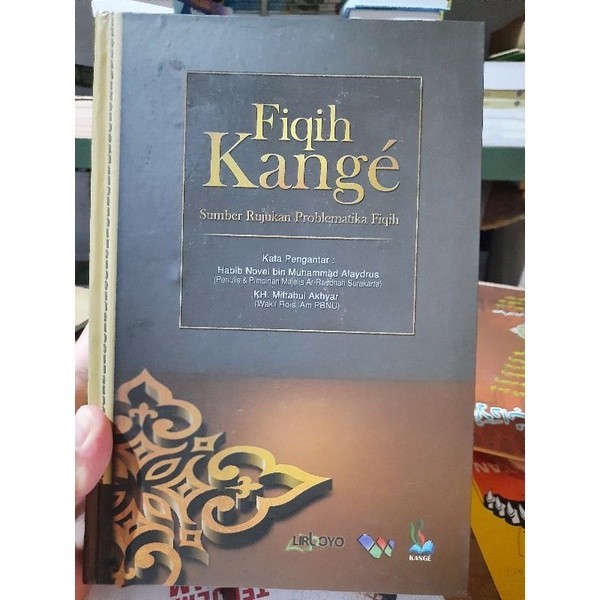 Fiqih
Kangé
Sumber Rujukan Problematika Fiqih
Kata Pengantar :
Habib Novel bin Muhammad Alaydrus
(Penulis & Pimpinan Majelis Ar-Raudhah Surakarta)
KH. Miftahul Akhyar
(Wakil Rois 'Am PBNU)
LIRBOYO
KANGÉ